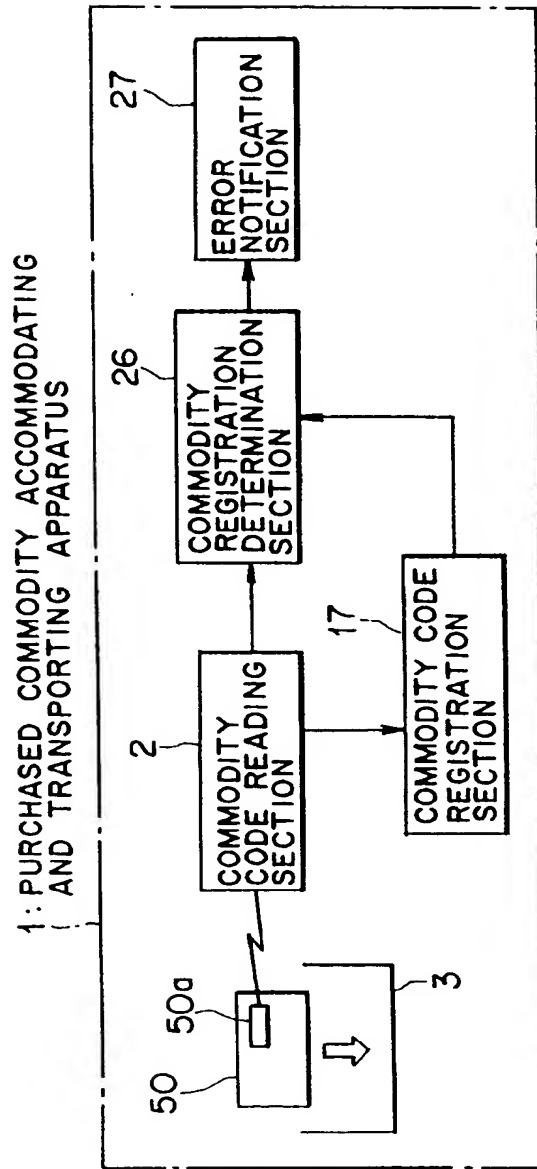 1: PURCHASED COMMODITY ACCOMMODATING
AND TRANSPORTING APPARATUS
50
50a
3
2
COMMODITY
CODE READING
SECTION
17
COMMODITY CODE
REGISTRATION
SECTION
26
COMMODITY
REGISTRATION
DETERMINATION
SECTION
27
ERROR
NOTIFICATION
SECTION